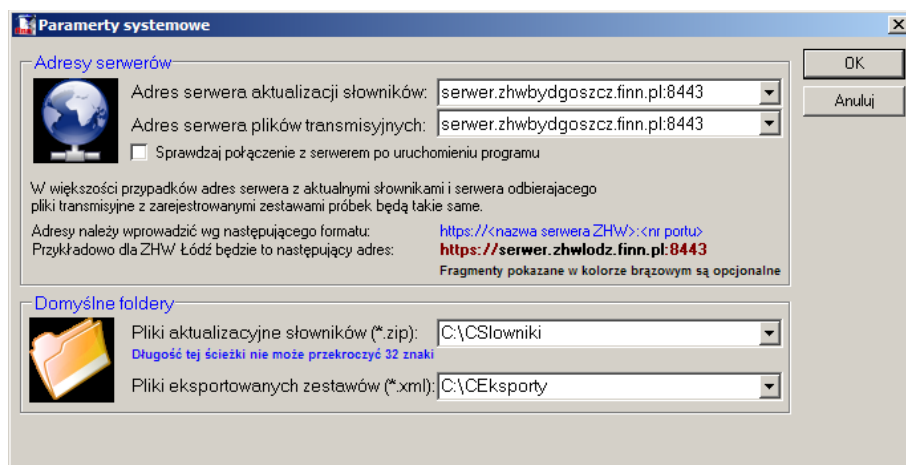 Paramerty systemowe
Adresy serwerów
OK
Adres serwera aktualizacji słowników: serwer.zhwbydgoszcz.finn.pl:8443
Anuluj
Adres serwera plików transmisyjnych: serwer.zhwbydgoszcz.finn.pl:8443
Sprawdzaj połączenie z serwerem po uruchomieniu programu
W większości przypadków adres serwera z aktualnymi słownikami i serwera odbierajacego
pliki transmisyjne z zarejestrowanymi zestawami próbek będą takie same.
Adresy należy wprowadzić wg następującego formatu: https://<nazwa serwera ZHW>:<nr portu>
Przykładowo dla ZHW Łódź będzie to następujący adres: https://serwer.zhwlodz.finn.pl:8443
Fragmenty pokazane w kolorze brązowym są opcjonalne
Domyślne foldery
Pliki aktualizacyjne słowników (*.zip): C:\CSlowniki
Długość tej ścieżki nie może przekroczyć 32 znaki
Pliki eksportowanych zestawów (*.xml): C:\CEksporty